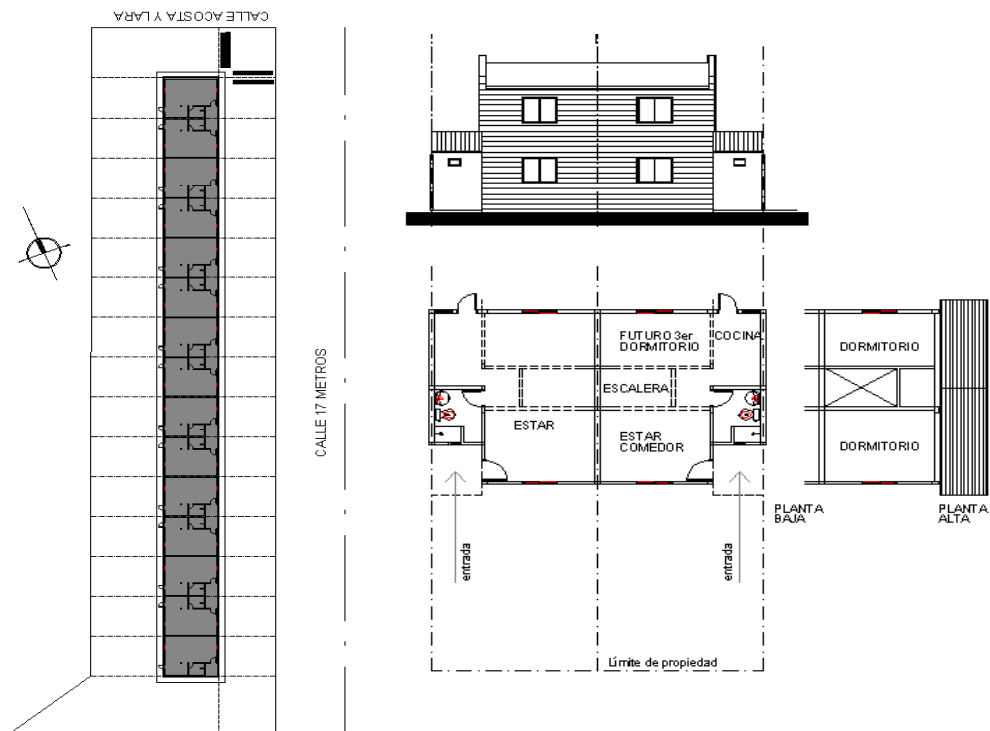 CALLE ACOSTA Y LARA
CALLE 17 METROS
FUTURO 3er
DORMITORIO
COCINA
ESCALERA
ESTAR
ESTAR
COMEDOR
DORMITORIO
DORMITORIO
PLANTA
BAJA
PLANTA
ALTA
entrada
entrada
Límite de propiedad